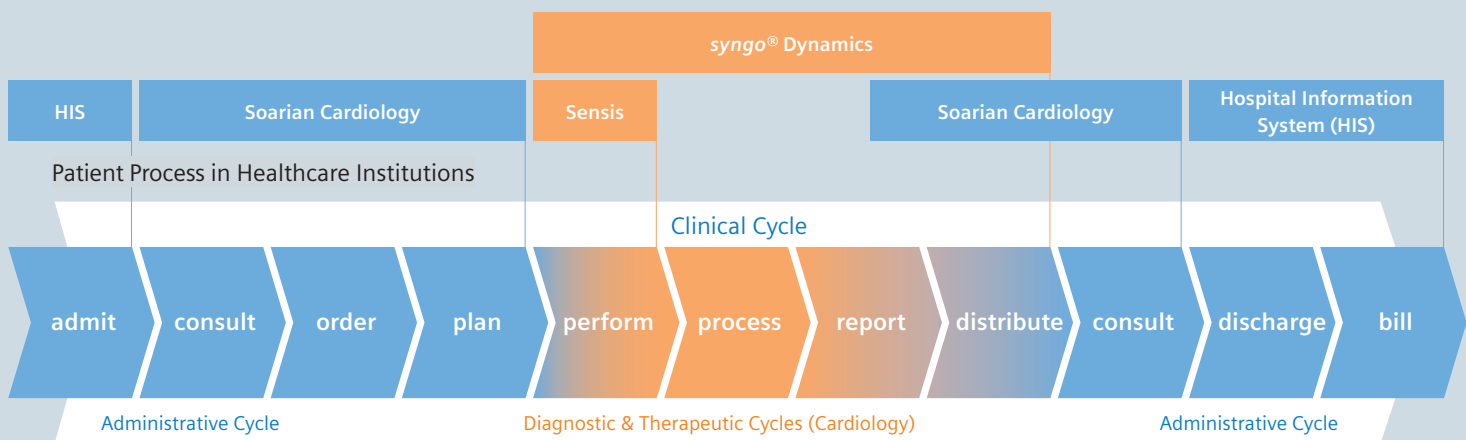 syngo® Dynamics
HIS
Soarian Cardiology
Sensis
Soarian Cardiology
Hospital Information
System (HIS)
Patient Process in Healthcare Institutions
Clinical Cycle
admit
consult
order
plan
perform
process
report
distribute
consult
discharge
bill
Administrative Cycle
Diagnostic & Therapeutic Cycles (Cardiology)
Administrative Cycle